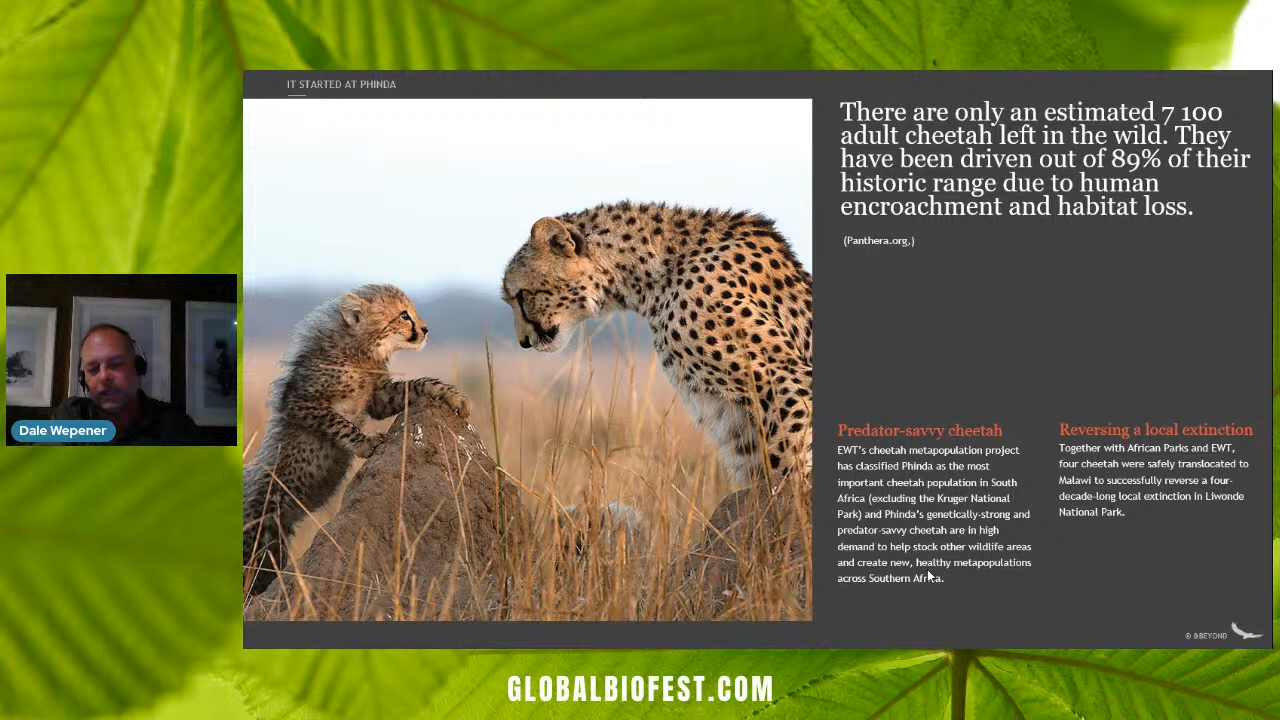 IT STARTED AT PHINDA
There are only an estimated 7 100
adult cheetah left in the wild. They
have been driven out of 89% of their
historic range due to human
encroachment and habitat loss.
(Panthera.org,)
Predator-savvy cheetah
EWT's cheetah metapopulation project
has classified Phinda as the most
important cheetah population in South
Africa (excluding the Kruger National
Park) and Phinda's genetically-strong and
predator-savvy cheetah are in high
demand to help stock other wildlife areas
and create new, healthy metapopulations
across Southern Africa.
Reversing a local extinction
Together with African Parks and EWT,
four cheetah were safely translocated to
Malawi to successfully reverse a four-
decade-long local extinction in Liwonde
National Park.
Dale Wepener
© &BEYOND
GLOBALBIOFEST.COM